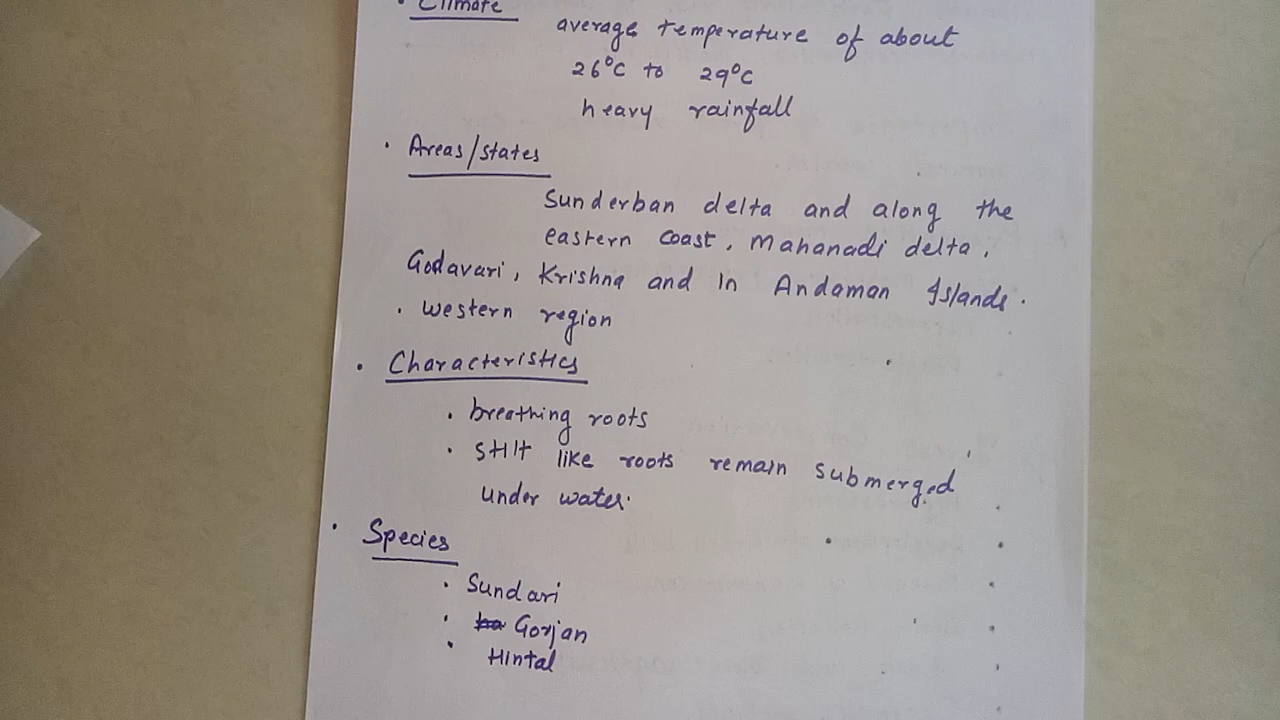 • Climate
average temperature of about
26°C to 29°C
heavy rainfall
• Areas/states
Sunderban delta and along the
eastern coast, Mahanadi delta,
Godavari, Krishna and in Andaman Islands.
• western region
• Characteristics
• breathing roots
• stilt like roots remain submerged
under water.
• Species
• Sundari
• Gorjan
• Hintal